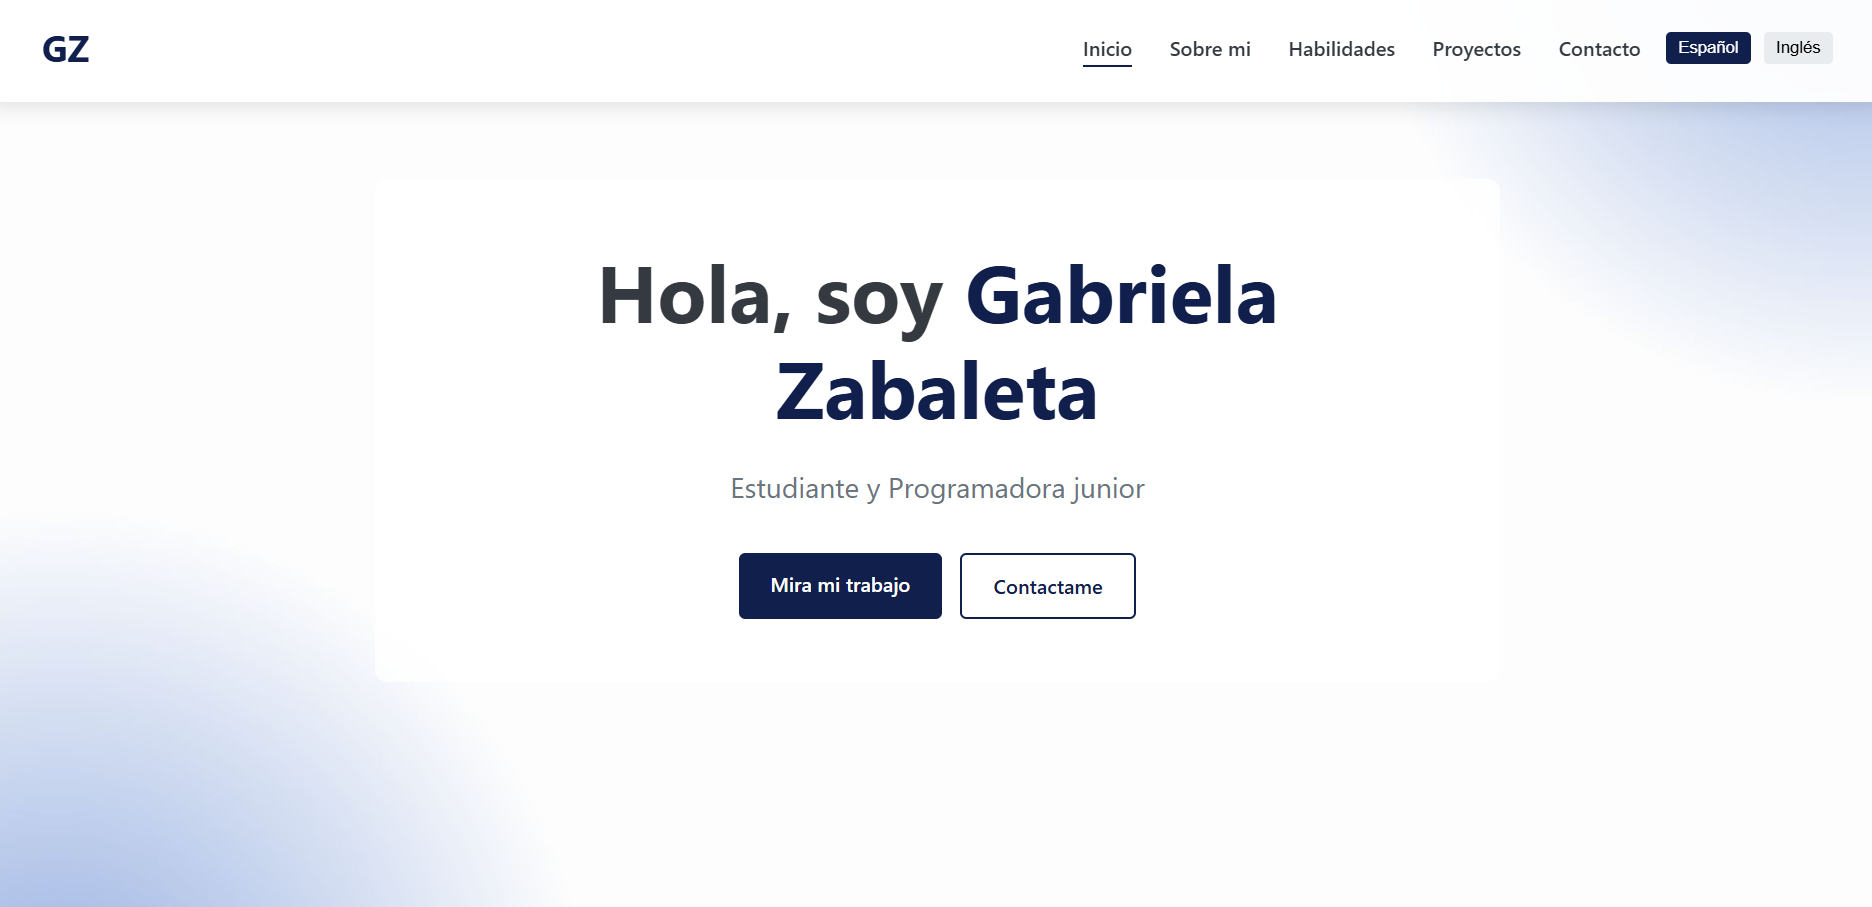 GZ
Inicio Sobre mi Habilidades Proyectos Contacto Español Inglés
Hola, soy Gabriela
Zabaleta
Estudiante y Programadora junior
Mira mi trabajo Contactame